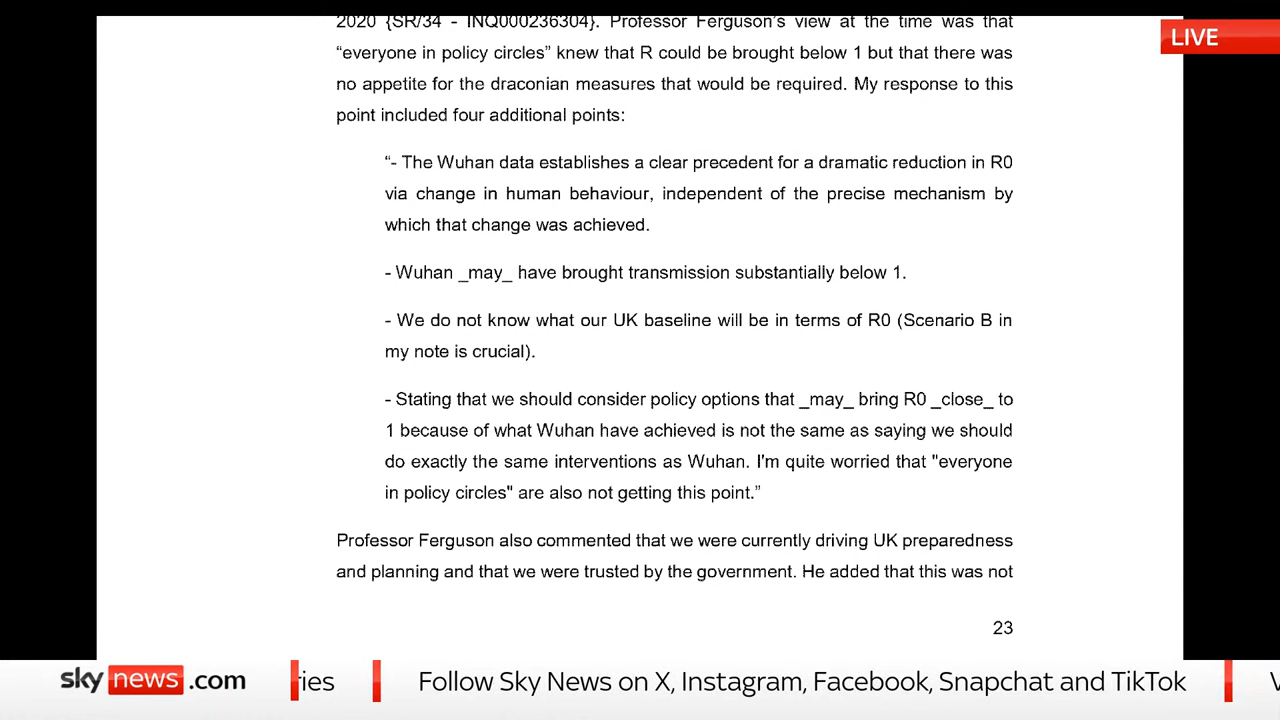 2020 {SR/34 - INQ000236304}. Professor Ferguson's view at the time was that
LIVE
“everyone in policy circles” knew that R could be brought below 1 but that there was
no appetite for the draconian measures that would be required. My response to this
point included four additional points:
“- The Wuhan data establishes a clear precedent for a dramatic reduction in R0
via change in human behaviour, independent of the precise mechanism by
which that change was achieved.
- Wuhan _may_ have brought transmission substantially below 1.
- We do not know what our UK baseline will be in terms of R0 (Scenario B in
my note is crucial).
- Stating that we should consider policy options that _may_ bring R0 _close_ to
1 because of what Wuhan have achieved is not the same as saying we should
do exactly the same interventions as Wuhan. I'm quite worried that "everyone
in policy circles" are also not getting this point.”
Professor Ferguson also commented that we were currently driving UK preparedness
and planning and that we were trusted by the government. He added that this was not
23
sky news .com
ries
Follow Sky News on X, Instagram, Facebook, Snapchat and TikTok